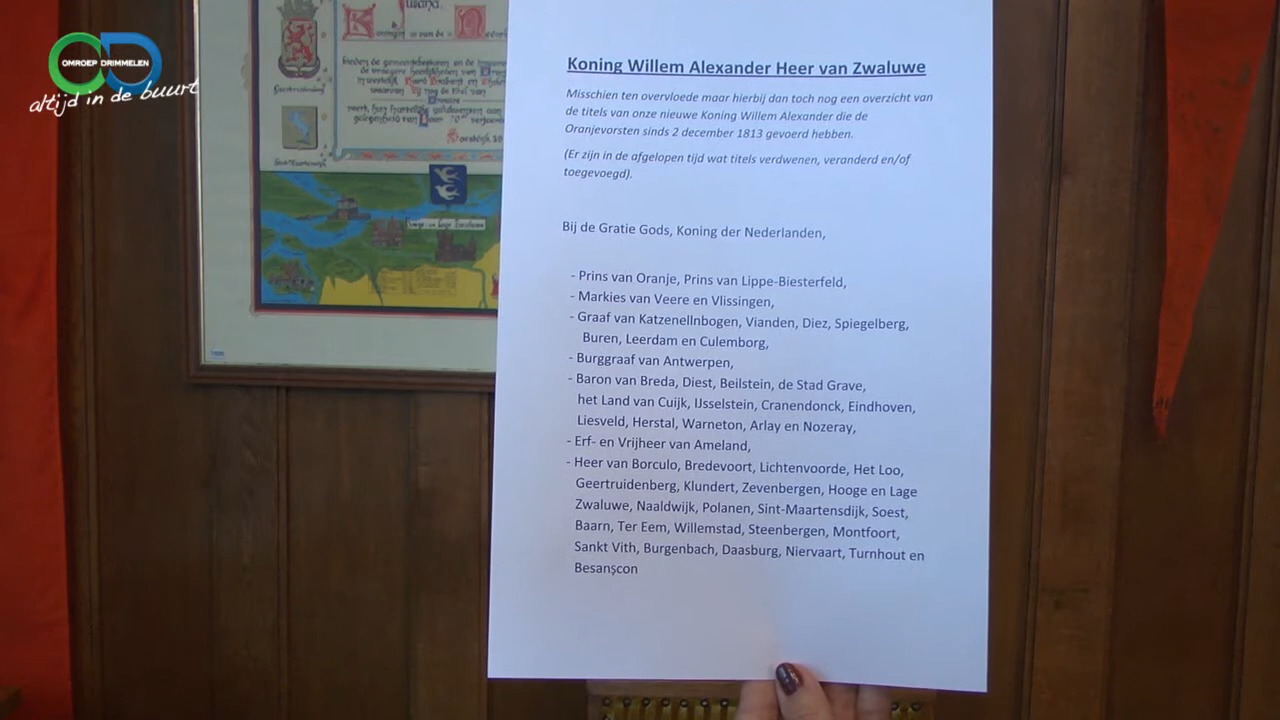 OMROEP DRIMMELEN
altijd in de buurt
Koning Willem Alexander Heer van Zwaluwe
Misschien ten overvloede maar hierbij dan toch nog een overzicht van
de titels van onze nieuwe Koning Willem Alexander die de
Oranjevorsten sinds 2 december 1813 gevoerd hebben.
(Er zijn in de afgelopen tijd wat titels verdwenen, veranderd en/of
toegevoegd).
Bij de Gratie Gods, Koning der Nederlanden,
- Prins van Oranje, Prins van Lippe-Biesterfeld,
- Markies van Veere en Vlissingen,
- Graaf van Katzenellnbogen, Vianden, Diez, Spiegelberg,
Buren, Leerdam en Culemborg,
- Burggraaf van Antwerpen,
- Baron van Breda, Diest, Beilstein, de Stad Grave,
het Land van Cuijk, IJsselstein, Cranendonck, Eindhoven,
Liesveld, Herstal, Warneton, Arlay en Nozeray,
- Erf- en Vrijheer van Ameland,
- Heer van Borculo, Bredevoort, Lichtenvoorde, Het Loo,
Geertruidenberg, Klundert, Zevenbergen, Hooge en Lage
Zwaluwe, Naaldwijk, Polanen, Sint-Maartensdijk, Soest,
Baarn, Ter Eem, Willemstad, Steenbergen, Montfoort,
Sankt Vith, Burgenbach, Daasburg, Niervaart, Turnhout en
Besanșcon